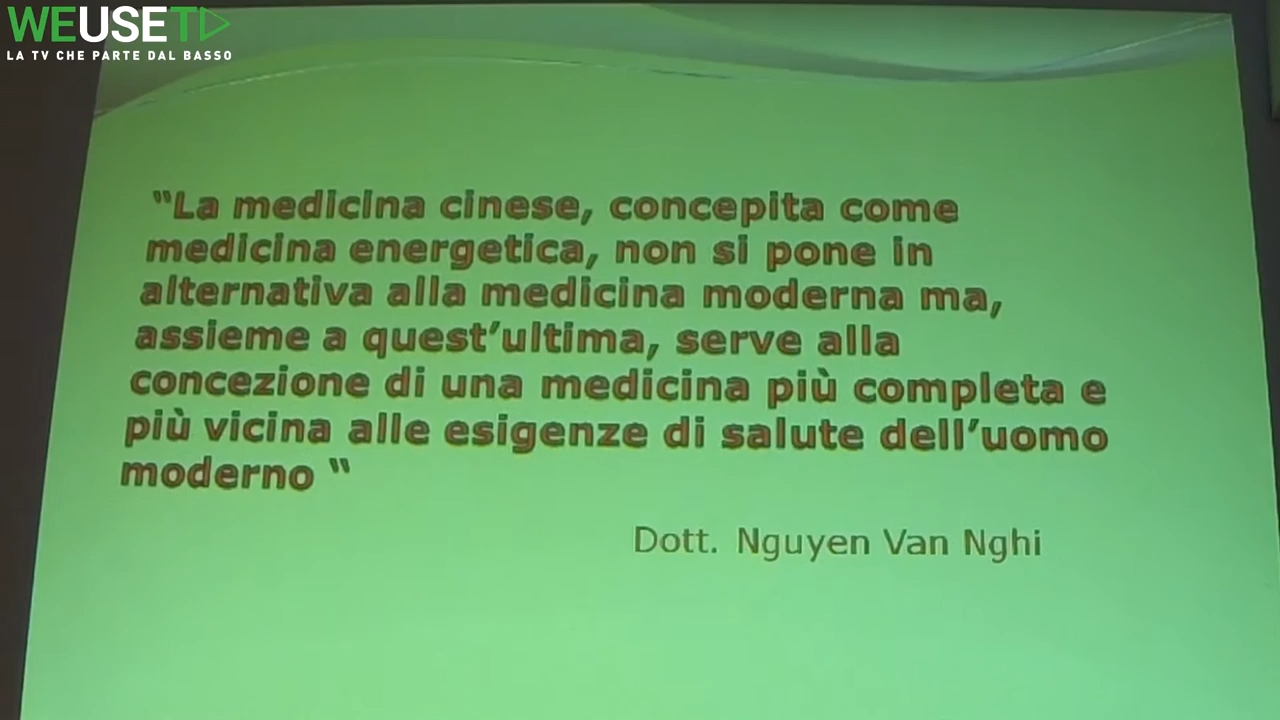 WEUSETV
LA TV CHE PARTE DAL BASSO
“La medicina cinese, concepita come
medicina energetica, non si pone in
alternativa alla medicina moderna ma,
assieme a quest’ultima, serve alla
concezione di una medicina più completa e
più vicina alle esigenze di salute dell’uomo
moderno “
Dott. Nguyen Van Nghi